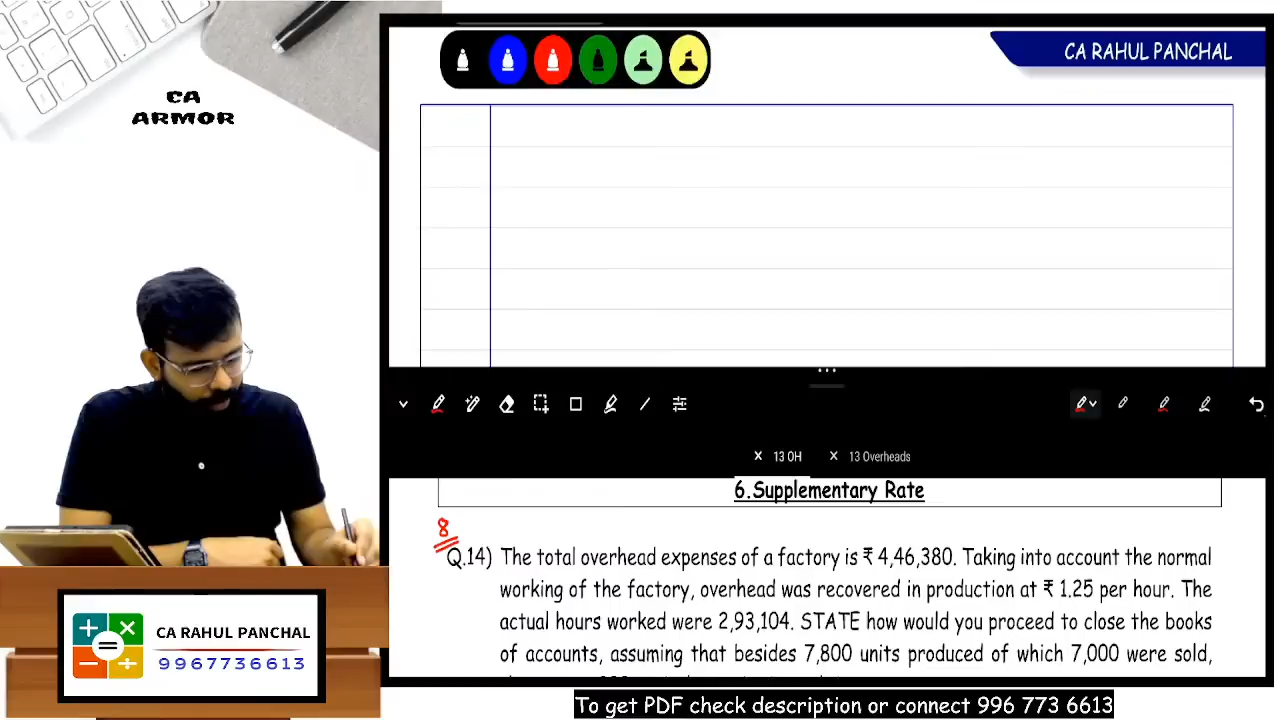 CA
ARMOR
CA RAHUL PANCHAL
13 OH
13 Overheads
6.Supplementary Rate
8
Q.14) The total overhead expenses of a factory is ₹ 4,46,380. Taking into account the normal
working of the factory, overhead was recovered in production at ₹ 1.25 per hour. The
actual hours worked were 2,93,104. STATE how would you proceed to close the books
of accounts, assuming that besides 7,800 units produced of which 7,000 were sold,
CA RAHUL PANCHAL
9967736613
To get PDF check description or connect 996 773 6613